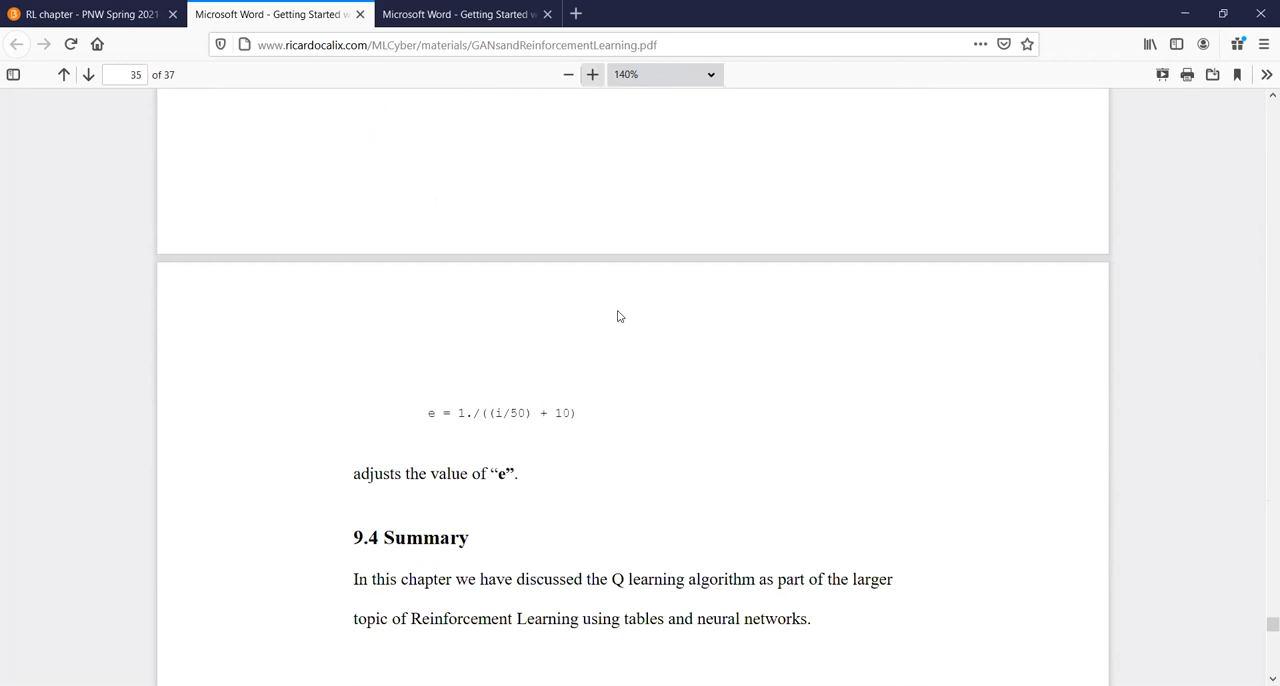 RL chapter - PNW Spring 2021
Microsoft Word - Getting Started w
Microsoft Word - Getting Started w
www.ricardocalix.com/MLCyber/materials/GANsandReinforcementLearning.pdf
35 of 37
140%
e = 1./((i/50) + 10)
adjusts the value of “e”.
9.4 Summary
In this chapter we have discussed the Q learning algorithm as part of the larger
topic of Reinforcement Learning using tables and neural networks.